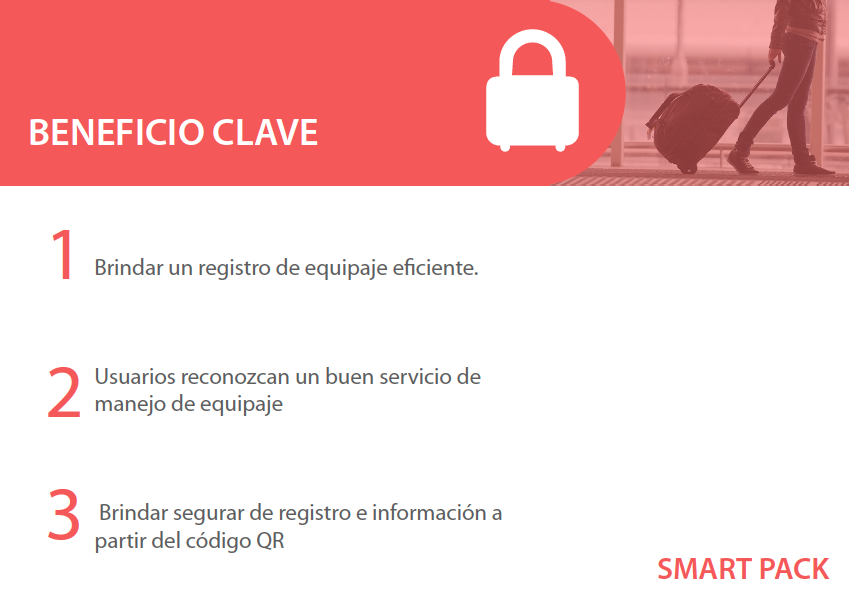 BENEFICIO CLAVE
1
Brindar un registro de equipaje eficiente.
2
Usuarios reconozcan un buen servicio de
manejo de equipaje
3
Brindar segurar de registro e información a
partir del código QR
SMART PACK